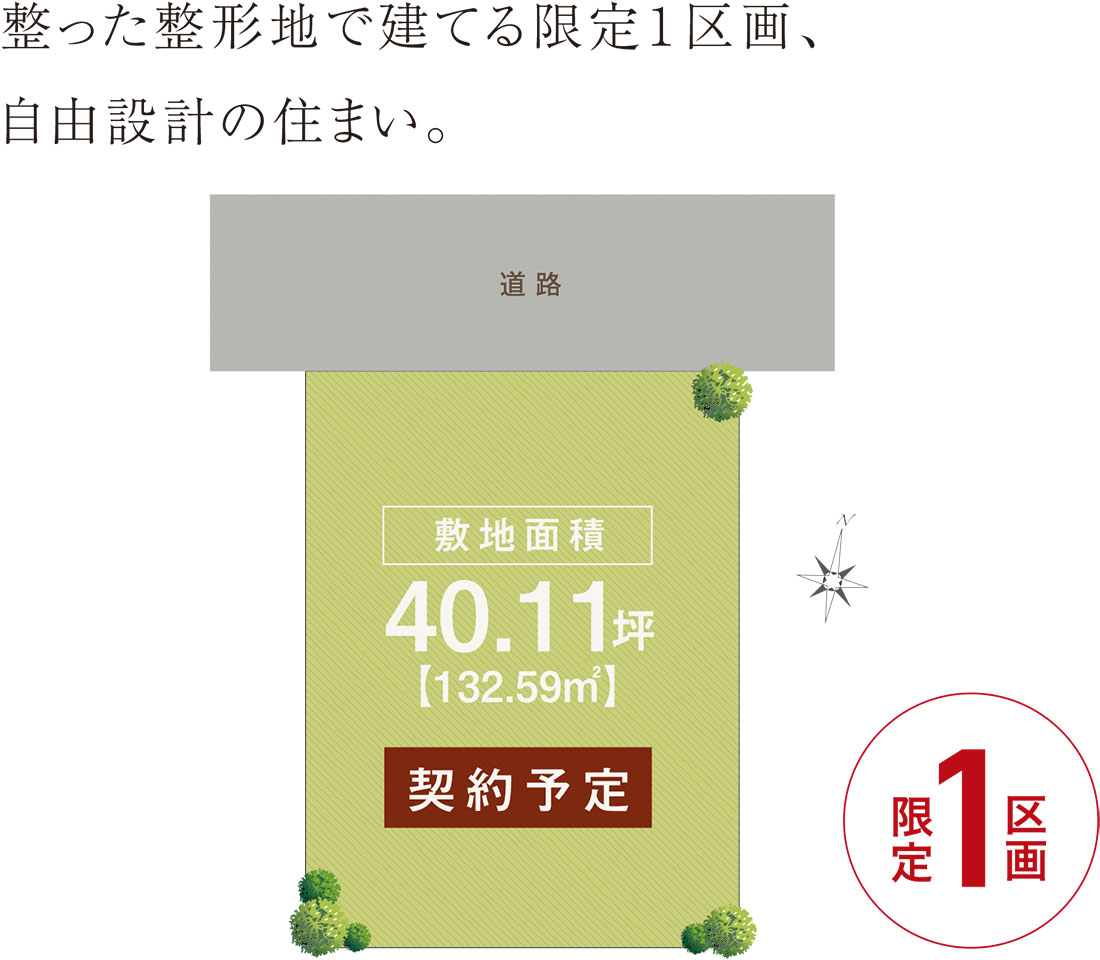 整った整形地で建てる限定1区画、
自由設計の住まい。
道路
敷地面積
40.11坪
【132.59㎡】
契約予定
N
限定1区画